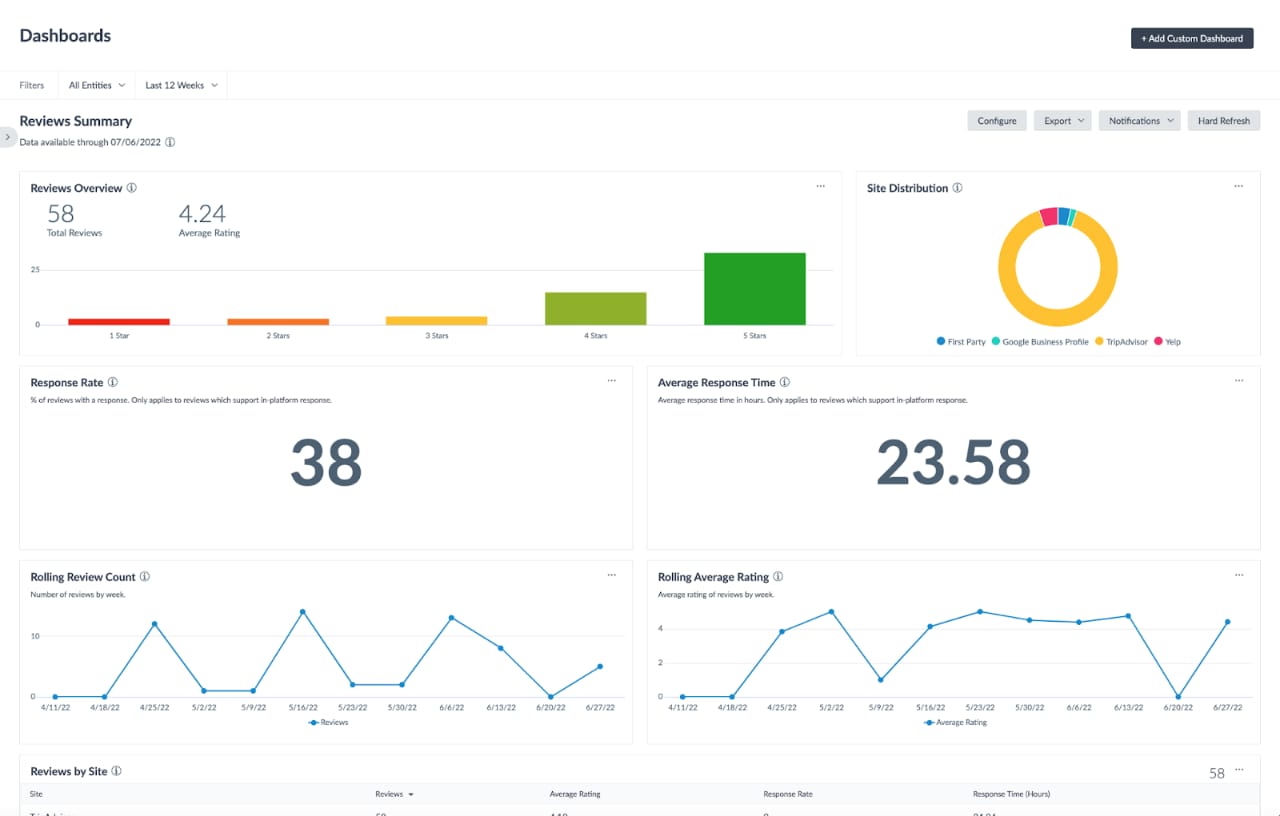 Dashboards
+ Add Custom Dashboard
Filters All Entities Last 12 Weeks
Reviews Summary
Configure Export Notifications Hard Refresh
Data available through 07/06/2022
Reviews Overview
58 4.24
Total Reviews Average Rating
25
0
1 Star 2 Stars 3 Stars 4 Stars 5 Stars
Site Distribution
First Party Google Business Profile TripAdvisor Yelp
Response Rate
% of reviews with a response. Only applies to reviews which support in-platform response.
38
Average Response Time
Average response time in hours. Only applies to reviews which support in-platform response.
23.58
Rolling Review Count
Number of reviews by week.
10
0
4/11/22 4/18/22 4/25/22 5/2/22 5/9/22 5/16/22 5/23/22 5/30/22 6/6/22 6/13/22 6/20/22 6/27/22
Reviews
Rolling Average Rating
Average rating of reviews by week.
4
2
0
4/11/22 4/18/22 4/25/22 5/2/22 5/9/22 5/16/22 5/23/22 5/30/22 6/6/22 6/13/22 6/20/22 6/27/22
Average Rating
Reviews by Site 58
Site Reviews Average Rating Response Rate Response Time (Hours)